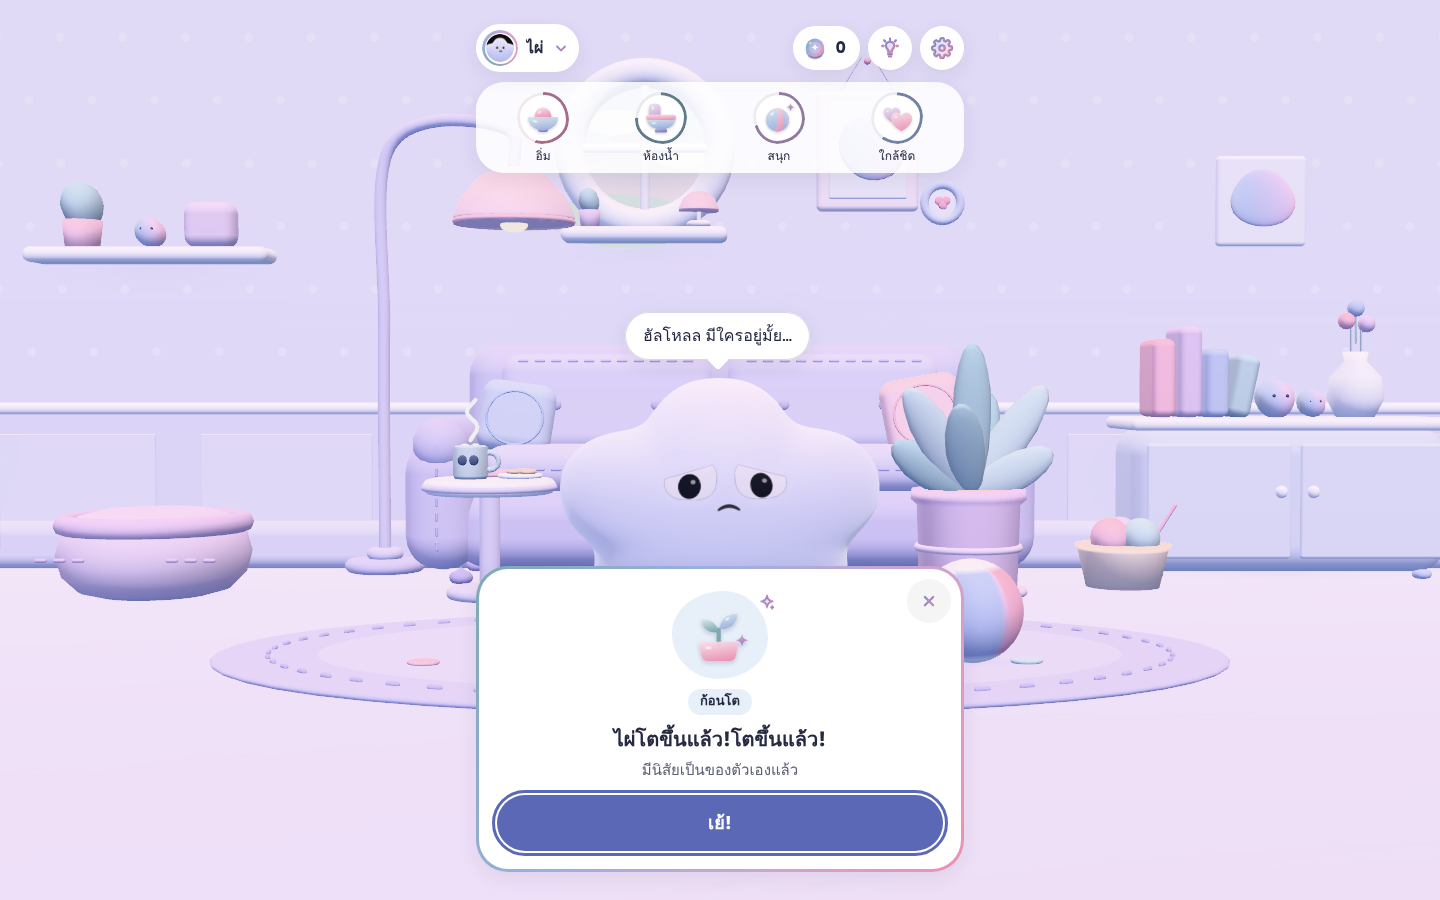 ไผ่
0
อิ่ม
ห้องน้ำ
สนุก
ใกล้ชิด
ฮัลโหลล มีใครอยู่มั้ย...
ก้อนโต
ไผ่โตขึ้นแล้ว!โตขึ้นแล้ว!
มีนิสัยเป็นของตัวเองแล้ว
เย้!